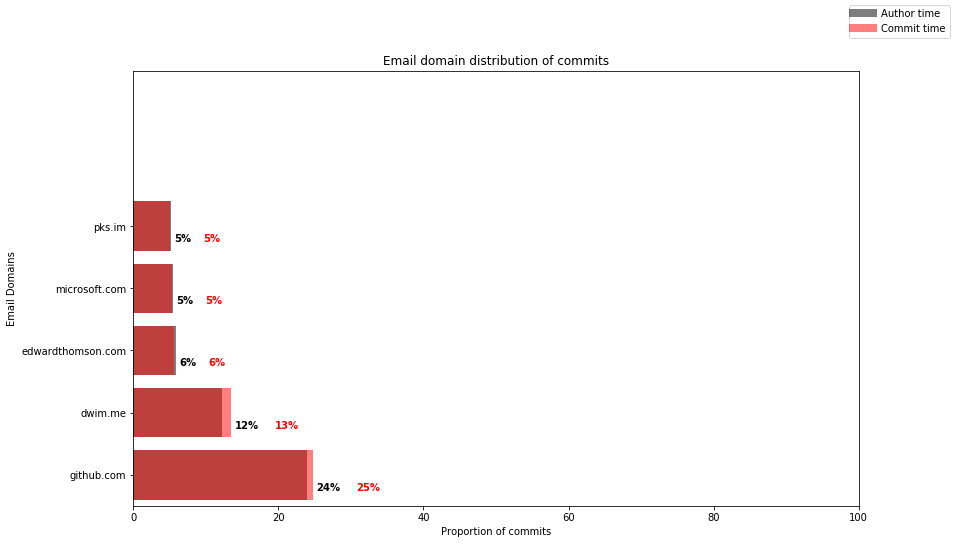 Author time
Commit time
Email domain distribution of commits
Email Domains
pks.im
5% 5%
microsoft.com
5% 5%
edwardthomson.com
6% 6%
dwim.me
12% 13%
github.com
24% 25%
0 20 40 60 80 100
Proportion of commits